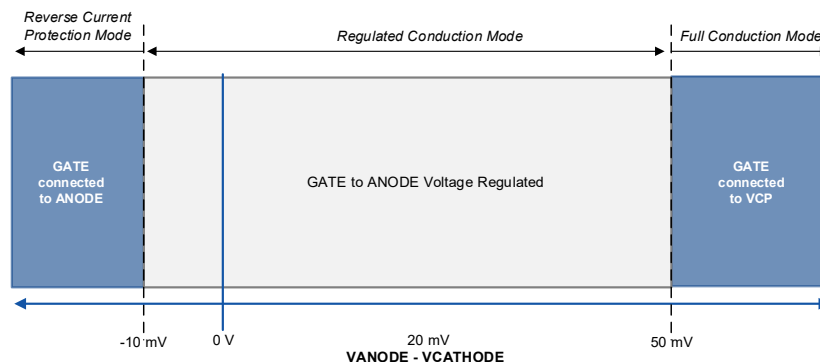 Reverse Current
Protection Mode
Regulated Conduction Mode
Full Conduction Mode
GATE
connected
to ANODE
GATE to ANODE Voltage Regulated
GATE
connected
to VCP
-10 mV
0 V
20 mV
50 mV
VANODE - VCATHODE